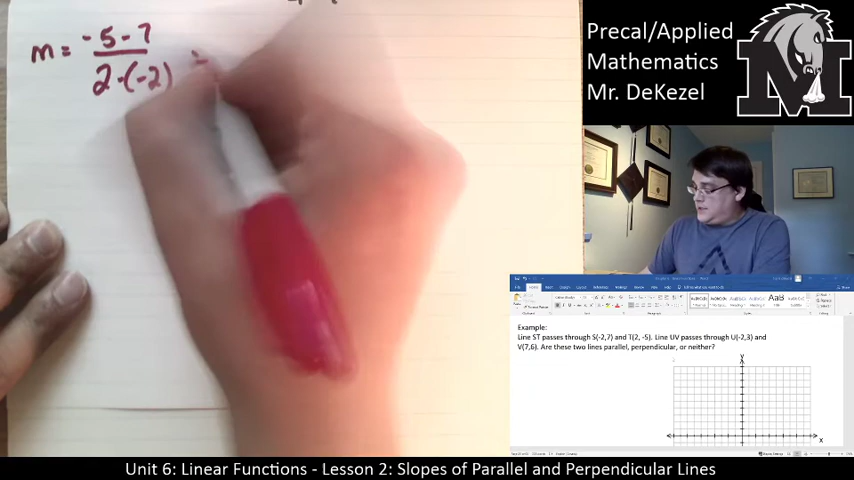 m = -5-7
2-(-2) =
Precal/Applied
Mathematics
Mr. DeKezel
M
Example:
Line ST passes through S(-2,7) and T(2, -5). Line UV passes through U(-2,3) and
V(7,6). Are these two lines parallel, perpendicular, or neither?
Y
X
Unit 6: Linear Functions - Lesson 2: Slopes of Parallel and Perpendicular Lines